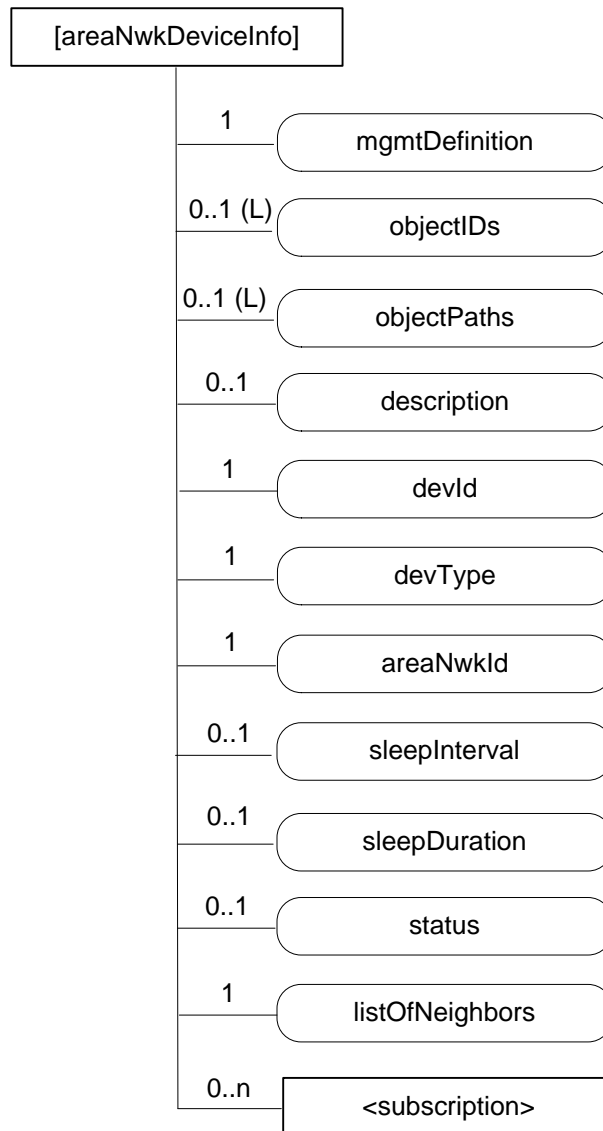 [areaNwkDeviceInfo]
1
mgmtDefinition
0..1 (L)
objectIDs
0..1 (L)
objectPaths
0..1
description
1
devId
1
devType
1
areaNwkId
0..1
sleepInterval
0..1
sleepDuration
0..1
status
1
listOfNeighbors
0..n
<subscription>